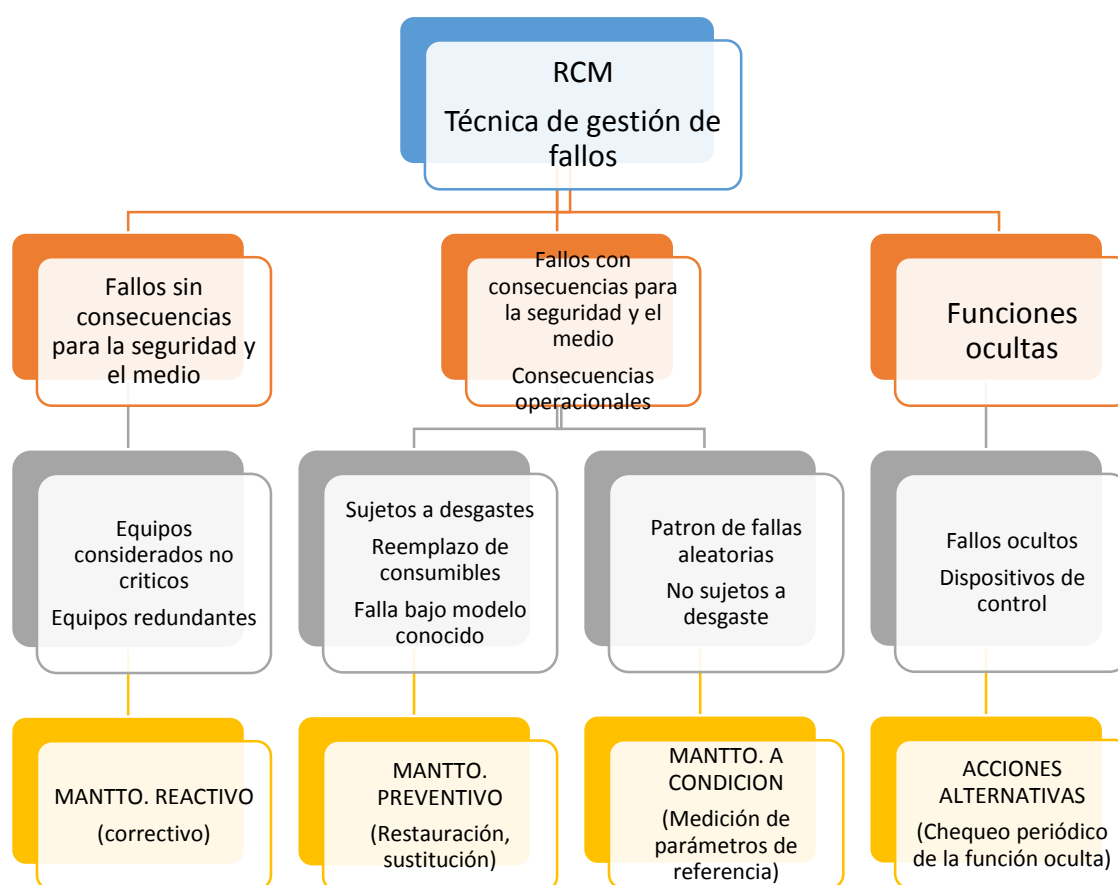 RCM
Técnica de gestión de
fallos
Fallos sin
consecuencias
para la seguridad y
el medio
Fallos con
consecuencias para
la seguridad y el
medio
Consecuencias
operacionales
Funciones
ocultas
Equipos
considerados no
criticos
Equipos redundantes
Sujetos a desgastes
Reemplazo de
consumibles
Falla bajo modelo
conocido
Patron de fallas
aleatorias
No sujetos a
desgaste
Fallos ocultos
Dispositivos de
control
MANTTO. REACTIVO
(correctivo)
MANTTO.
PREVENTIVO
(Restauración,
sustitución)
MANTTO. A
CONDICION
(Medición de
parámetros de
referencia)
ACCIONES
ALTERNATIVAS
(Chequeo periódico
de la función oculta)